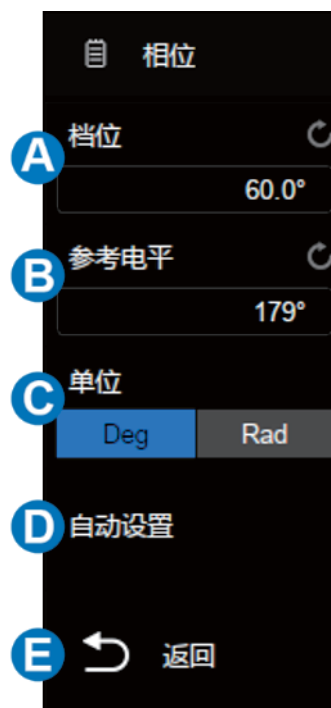 相位
A 档位
60.0°
B 参考电平
179°
C 单位
Deg Rad
D 自动设置
E 返回